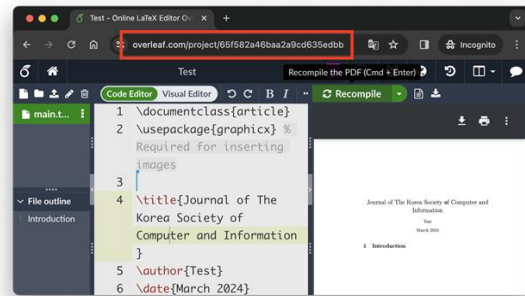 Test - Online LaTeX Editor Ov
overleaf.com/project/65f582a46baa2a9cd635edbb
Incognito
Test
Recompile the PDF (Cmd + Enter)
Code Editor
Visual Editor
B I
Recompile
main.t...
1 \documentclass{article}
2 \usepackage{graphicx} %
Required for inserting
images
3
4 \title{Journal of The
Korea Society of
Computer and Information
}
5 \author{Test}
6 \date{March 2024}
File outline
Introduction
Journal of The Korea Society of Computer and
Information
Test
March 2024
1 Introduction